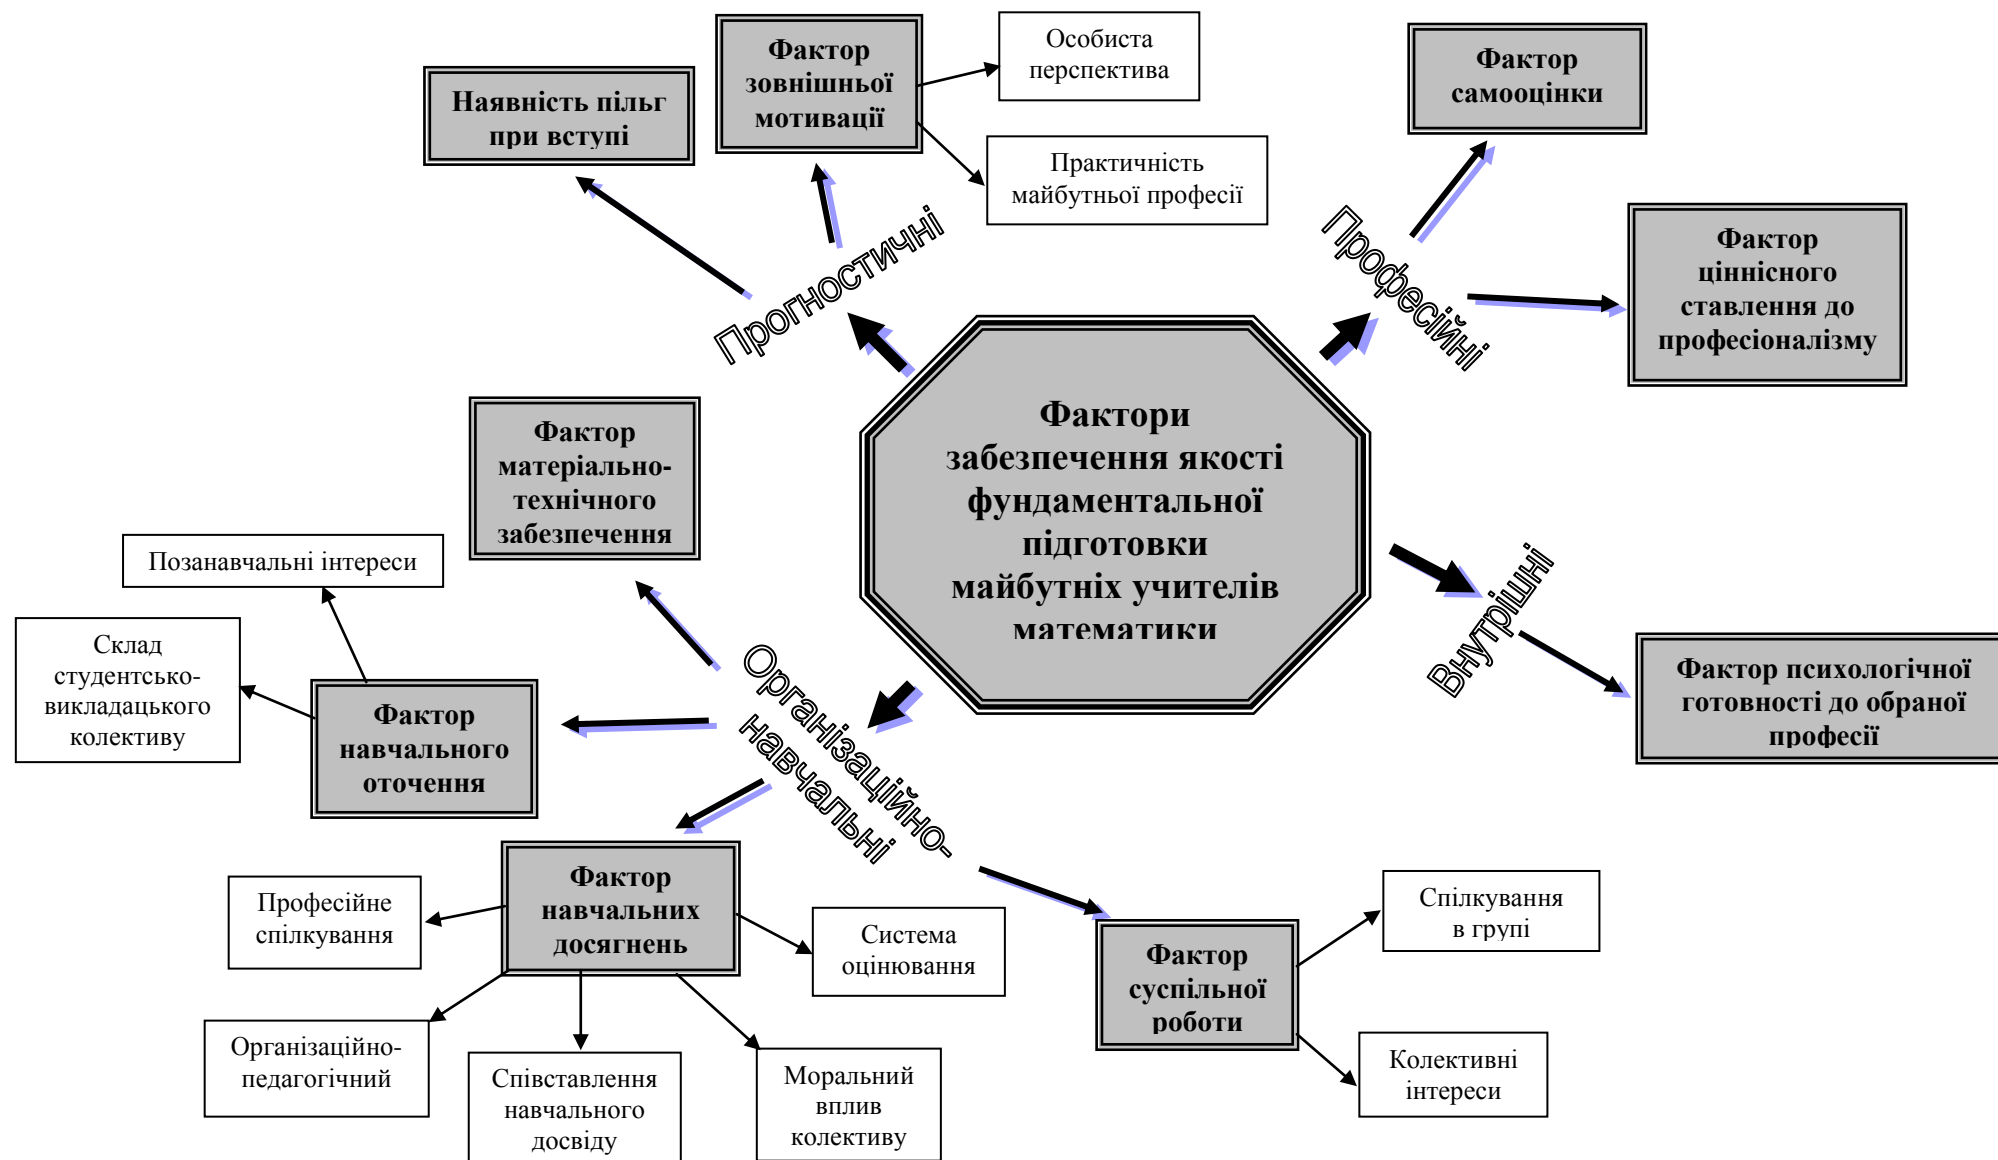 Фактор
зовнішньої
мотивації
Особиста
перспектива
Фактор
самооцінки
Наявність пільг
при вступі
Практичність
майбутньої професії
Прогностичні
Професійні
Фактор
ціннісного
ставлення до
професіоналізму
Фактори
забезпечення якості
фундаментальної
підготовки
майбутніх учителів
математики
Фактор
матеріально-
технічного
забезпечення
Позанавчальні інтереси
Внутрішні
Склад
студентсько-
викладацького
колективу
Фактор
навчального
оточення
Організаційно-
навчальні
Фактор психологічної
готовності до обраної
професії
Фактор
навчальних
досягнень
Професійне
спілкування
Система
оцінювання
Спілкування
в групі
Фактор
суспільної
роботи
Організаційно-
педагогічний
Співставлення
навчального
досвіду
Моральний
вплив
колективу
Колективні
інтереси